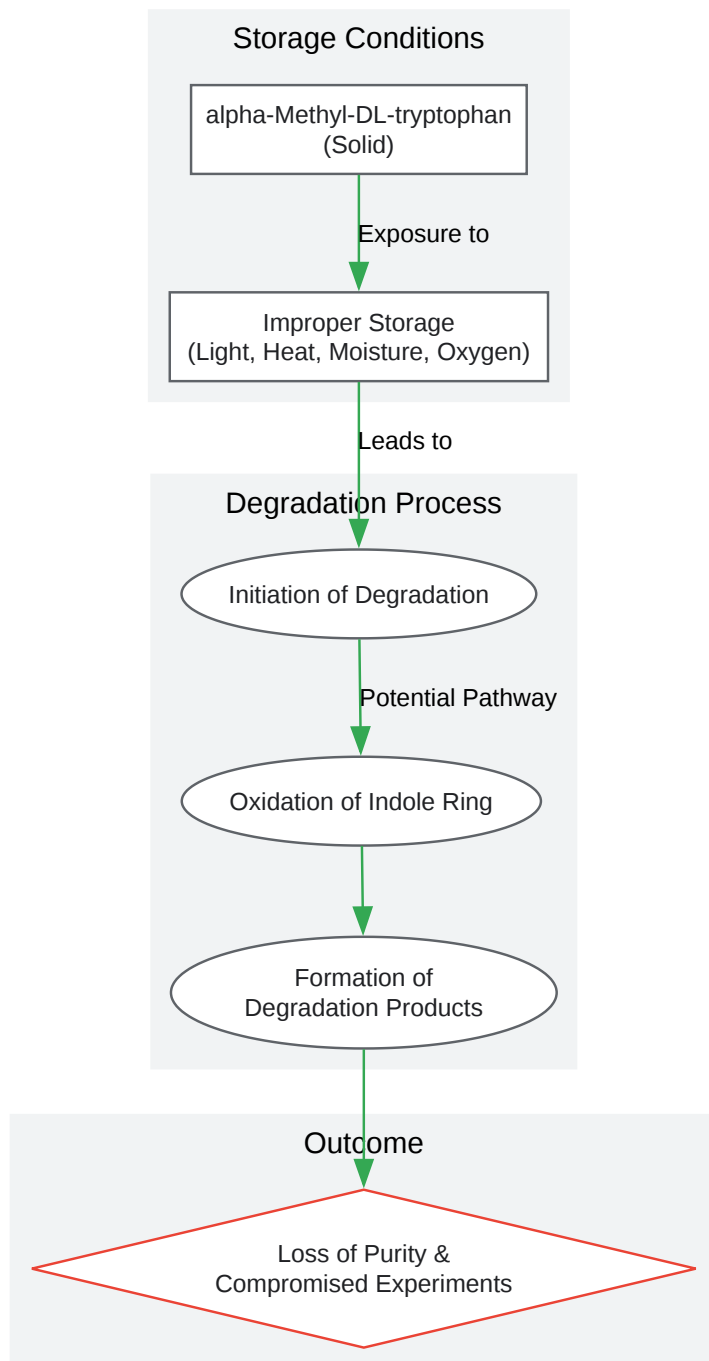 Storage Conditions
alpha-Methyl-DL-tryptophan
(Solid)
Exposure to
Improper Storage
(Light, Heat, Moisture, Oxygen)
Leads to
Degradation Process
Initiation of Degradation
Potential Pathway
Oxidation of Indole Ring
Formation of
Degradation Products
Outcome
Loss of Purity &
Compromised Experiments